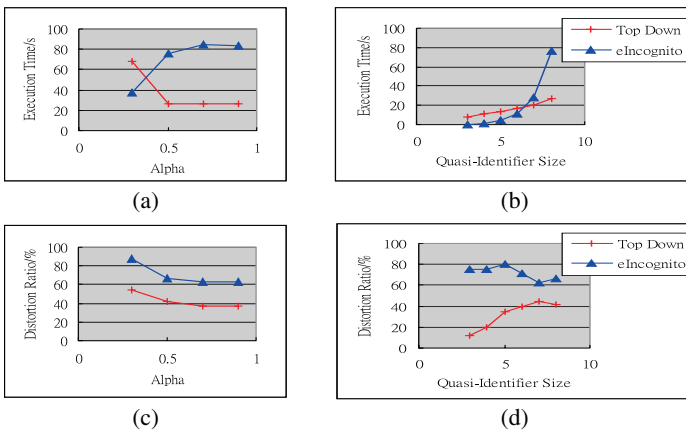 Execution Time/s
100
80
60
40
20
0
0
0.5
1
Alpha
(a)
Execution Time/s
100
80
60
40
20
0
0
5
10
Quasi-Identifier Size
Top Down
eIncognito
(b)
Distortion Ratio/%
100
80
60
40
20
0
0
0.5
1
Alpha
(c)
Distortion Ratio/%
100
80
60
40
20
0
0
5
10
Quasi-Identifier Size
Top Down
eIncognito
(d)